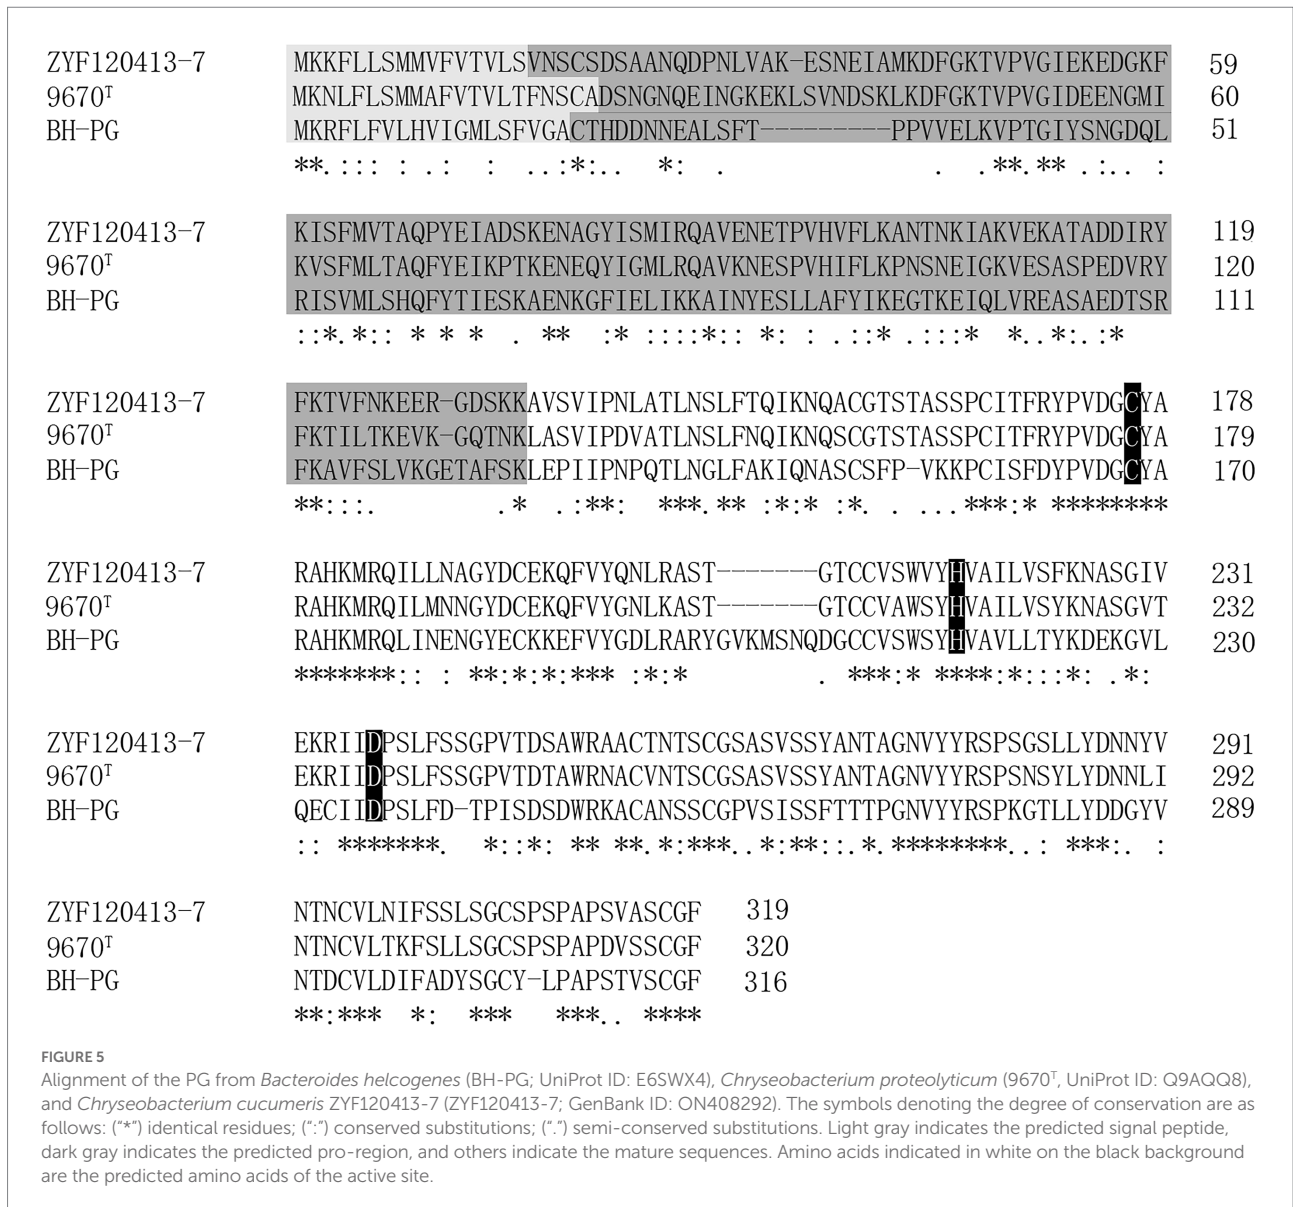 ZYF120413-7 MKKFLLSMMVFVTVLSVNSCSDSAANQDPNLVAK-ESNEIAMKDFGKTVPVGIEKEDGKF 59
9670ᵀ MKNLFLSMMAFVTVLTFNSCADSNGNQEINGKEKLSVNDSKLKDFGKTVPVGIDEENGMI 60
BH-PG MKRFLFVLHVIGMLSFVGACTHDDNNEALSFT---------PPVVELKVPTGIYSNGDQL 51
**. : : : : . : : . . : * : . . * : . . . * * . * * . : . . :
ZYF120413-7 KISFMVTAQPYEIADSKENAGYISMIRQAVENETPVHVFLKANTNKIAKVEKATADDIRY 119
9670ᵀ KVSFMLTAQFYEIKPTKENEQYIGMLRQAVKNESPVHIFLKPNSNEIGKVESASPEDVRY 120
BH-PG RISVMLSHQFYTIESKAENKGFIELIKKAINYESLLAFYIKEGTKEIQLVREASAEDTSR 111
: : * . * : : * * * . * * : * : : : : * : : * : : . : : * . : : : * * . . * : . : *
ZYF120413-7 FKTVFNKEER-GDSKKAVSVIPNLATLNSLFTQIKNQACGTSTASSPCITFRYPVDGCYA 178
9670ᵀ FKTILTKEVK-GQTNKLASVIPDVATLNSLFNQIKNQSCGTSTASSPCITFRYPVDGCYA 179
BH-PG FKAVFSLVKGETAFSKLEPIIPNPQTLNGLFAKIQNASCSFP-VKKPCISFDYPVDGCYA 170
* * : : : . . * . : * * : * * * . * * : * : * : * . . . . . * * * : * * * * * * * * *
ZYF120413-7 RAHKMRQILLNAGYDCEKQFVYQNLRAST-------GTCCVSWVYHVAILVSFKNASGIV 231
9670ᵀ RAHKMRQILMNNGYDCEKQFVYGNLKAST-------GTCCVAWSYHVAILVSYKNASGVT 232
BH-PG RAHKMRQLINENGYECKKEFVYGDLRARYGVKMSNQDGCCVSWSYHVAVLLTYKDEKGVL 230
* * * * * * * : : : * * : * : * : * * * : * : * . * * * : * * * * * : * : : : * : . * :
ZYF120413-7 EKRIIDPSLFSSGPVTDSAWRAACTNTSCGSASVSSYANTAGNVYYRSPSGSLLYDNNYV 291
9670ᵀ EKRIIDPSLFSSGPVTDTAWRNACVNTSCGSASVSSYANTAGNVYYRSPSNSYLYDNNLI 292
BH-PG QECIIDPSLFD-TPISDSDWRKACANSSCGPVSISSFTTTPGNVYYRSPKGTLLYDDGYV 289
: : * * * * * * * . * : : * : * * * * . * : * * * . . * : * * : : . * . * * * * * * * * . . : * * * : . :
ZYF120413-7 NTNCVLNIFSSLSGCSPSPAPSVASCGF 319
9670ᵀ NTNCVLTKFSLLSGCSPSPAPDVSSCGF 320
BH-PG NTDCVLDIFADYSGCY-LPAPSTVSCGF 316
* * : * * * * : * * * * * * . . * * * *
FIGURE 5
Alignment of the PG from Bacteroides helcogenes (BH-PG; UniProt ID: E6SWX4), Chryseobacterium proteolyticum (9670ᵀ, UniProt ID: Q9AQQ8),
and Chryseobacterium cucumeris ZYF120413-7 (ZYF120413-7; GenBank ID: ON408292). The symbols denoting the degree of conservation are as
follows: (“*”) identical residues; (“:”) conserved substitutions; (“.”) semi-conserved substitutions. Light gray indicates the predicted signal peptide,
dark gray indicates the predicted pro-region, and others indicate the mature sequences. Amino acids indicated in white on the black background
are the predicted amino acids of the active site.